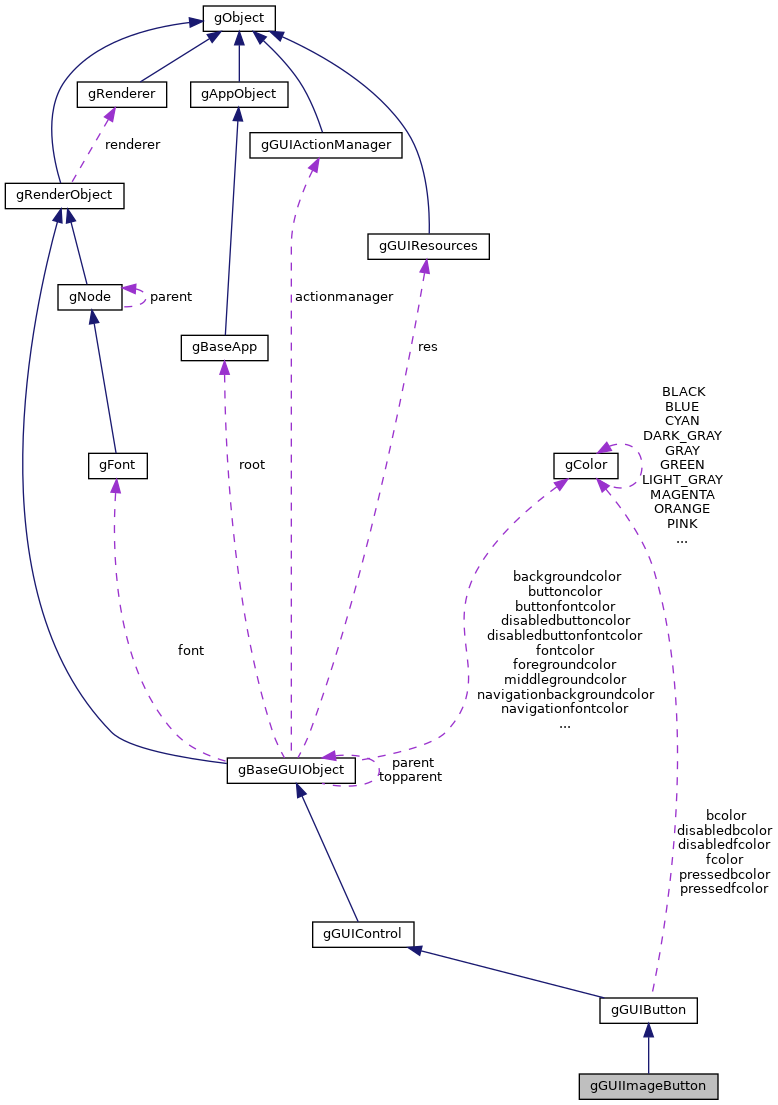 gObject
gRenderer
gAppObject
gGUIActionManager
renderer
gRenderObject
gGUIResources
gNode
parent
actionmanager
gBaseApp
res
BLACK
BLUE
CYAN
DARK_GRAY
GRAY
GREEN
LIGHT_GRAY
MAGENTA
ORANGE
PINK
...
gFont
root
gColor
backgroundcolor
buttoncolor
buttonfontcolor
disabledbuttoncolor
disabledbuttonfontcolor
fontcolor
foregroundcolor
middlegroundcolor
navigationbackgroundcolor
navigationfontcolor
...
font
gBaseGUIObject
parent
topparent
bcolor
disabledbcolor
disabledfcolor
fcolor
pressedbcolor
pressedfcolor
gGUIControl
gGUIButton
gGUIImageButton